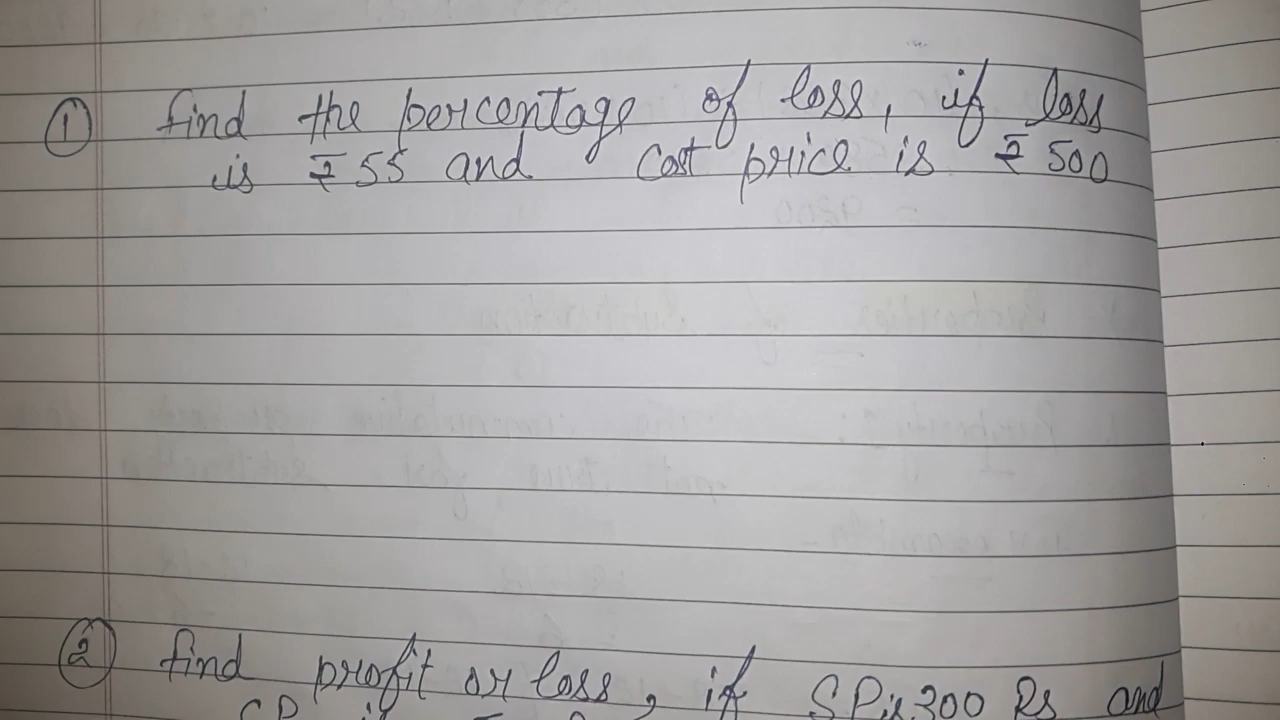 ① find the percentage of loss, if loss
is ₹ 55 and cost price is ₹ 500
② find profit or loss, if SP is 300 Rs and